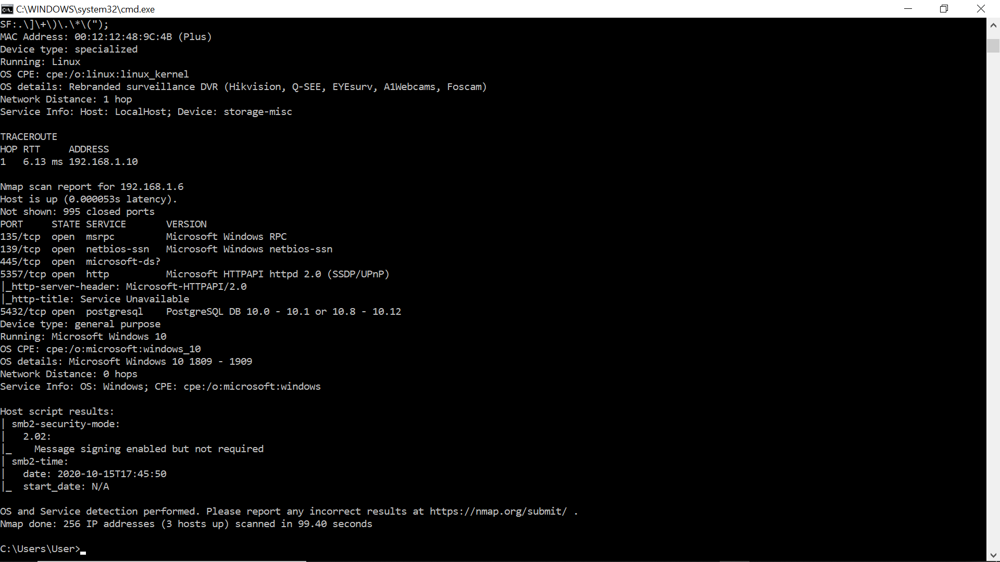 C:\WINDOWS\system32\cmd.exe
SF:.\]\+\)\.\*\(");
MAC Address: 00:12:12:48:9C:4B (Plus)
Device type: specialized
Running: Linux
OS CPE: cpe:/o:linux:linux_kernel
OS details: Rebranded surveillance DVR (Hikvision, Q-SEE, EYEsurv, A1Webcams, Foscam)
Network Distance: 1 hop
Service Info: Host: LocalHost; Device: storage-misc

TRACEROUTE
HOP RTT     ADDRESS
1   6.13 ms 192.168.1.10

Nmap scan report for 192.168.1.6
Host is up (0.000053s latency).
Not shown: 995 closed ports
PORT     STATE SERVICE       VERSION
135/tcp  open  msrpc         Microsoft Windows RPC
139/tcp  open  netbios-ssn   Microsoft Windows netbios-ssn
445/tcp  open  microsoft-ds?
5357/tcp open  http          Microsoft HTTPAPI httpd 2.0 (SSDP/UPnP)
|_http-server-header: Microsoft-HTTPAPI/2.0
|_http-title: Service Unavailable
5432/tcp open  postgresql    PostgreSQL DB 10.0 - 10.1 or 10.8 - 10.12
Device type: general purpose
Running: Microsoft Windows 10
OS CPE: cpe:/o:microsoft:windows_10
OS details: Microsoft Windows 10 1809 - 1909
Network Distance: 0 hops
Service Info: OS: Windows; CPE: cpe:/o:microsoft:windows

Host script results:
| smb2-security-mode:
|   2.02:
|_    Message signing enabled but not required
| smb2-time:
|   date: 2020-10-15T17:45:50
|_  start_date: N/A

OS and Service detection performed. Please report any incorrect results at https://nmap.org/submit/ .
Nmap done: 256 IP addresses (3 hosts up) scanned in 99.40 seconds

C:\Users\User>